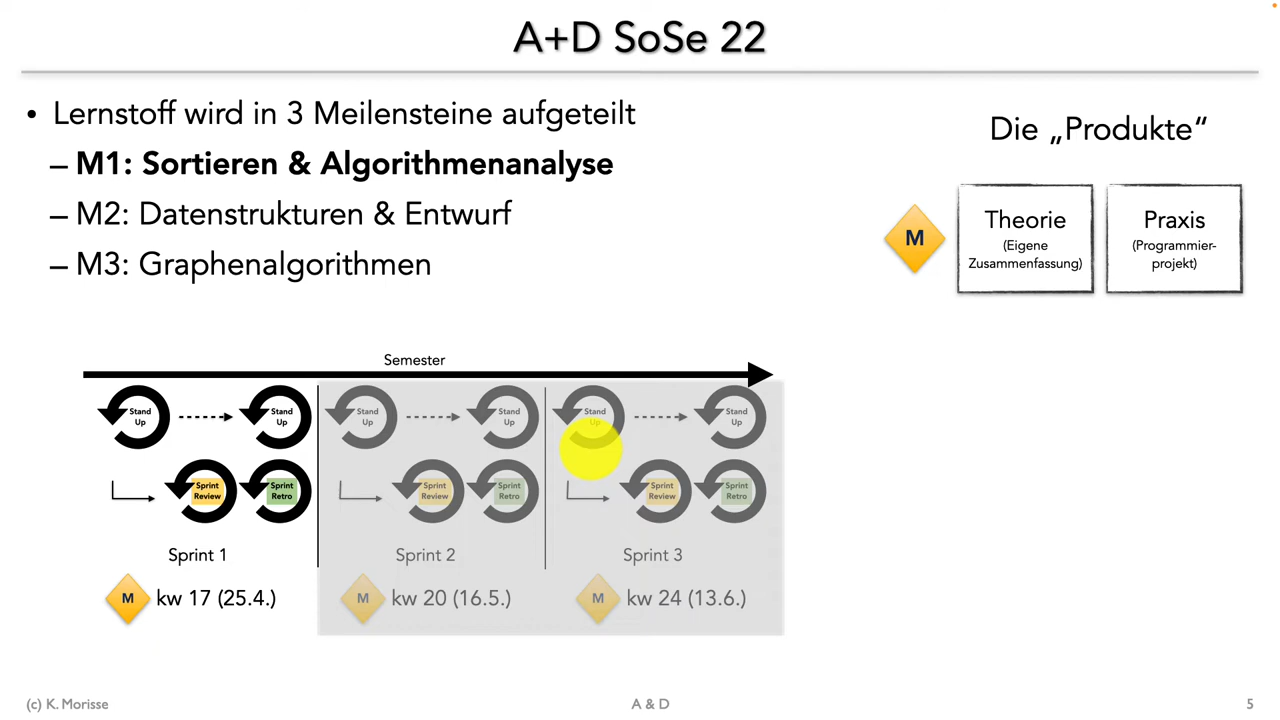 A+D SoSe 22
• Lernstoff wird in 3 Meilensteine aufgeteilt
– M1: Sortieren & Algorithmenanalyse
– M2: Datenstrukturen & Entwurf
– M3: Graphenalgorithmen
Die „Produkte“
M
Theorie
(Eigene
Zusammenfassung)
Praxis
(Programmier-
projekt)
Semester
Stand
Up
Stand
Up
Stand
Up
Stand
Up
Stand
Up
Stand
Up
Sprint
Review
Sprint
Retro
Sprint
Review
Sprint
Retro
Sprint
Review
Sprint
Retro
Sprint 1
Sprint 2
Sprint 3
M kw 17 (25.4.)
M kw 20 (16.5.)
M kw 24 (13.6.)
(c) K. Morisse
A & D
5